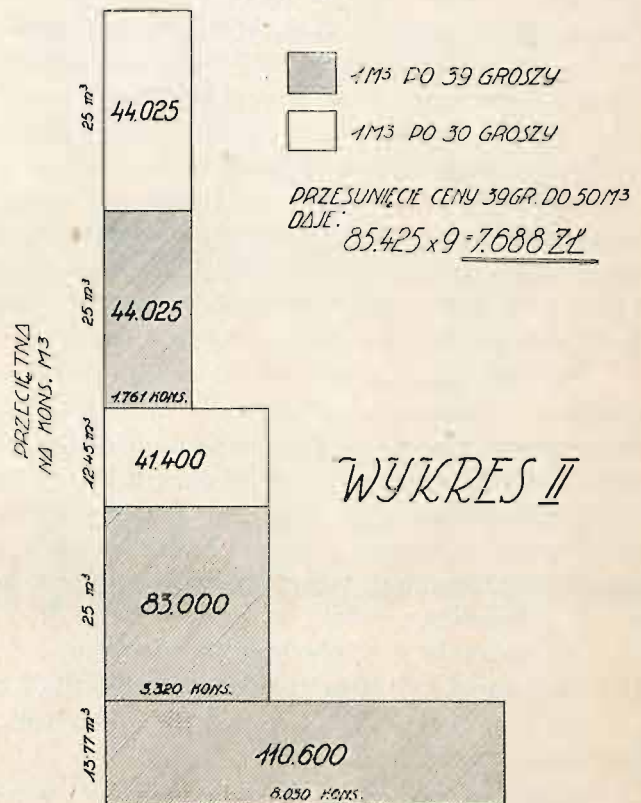 25 m³
44.025
1M³ PO 39 GROSZY
1M³ PO 30 GROSZY
PRZESUNIĘCIE CENY 39GR. DO 50M³
DAJE:
85.425 x 9 = 7.688 ZŁ
25 m³
44.025
1.761 KONS.
PRZECIĘTNA
NA KONS. M3
12·45 m³
41.400
WYKRES II
25 m³
83.000
3.320 KONS.
13·77 m³
110.600
8.030 KONS.